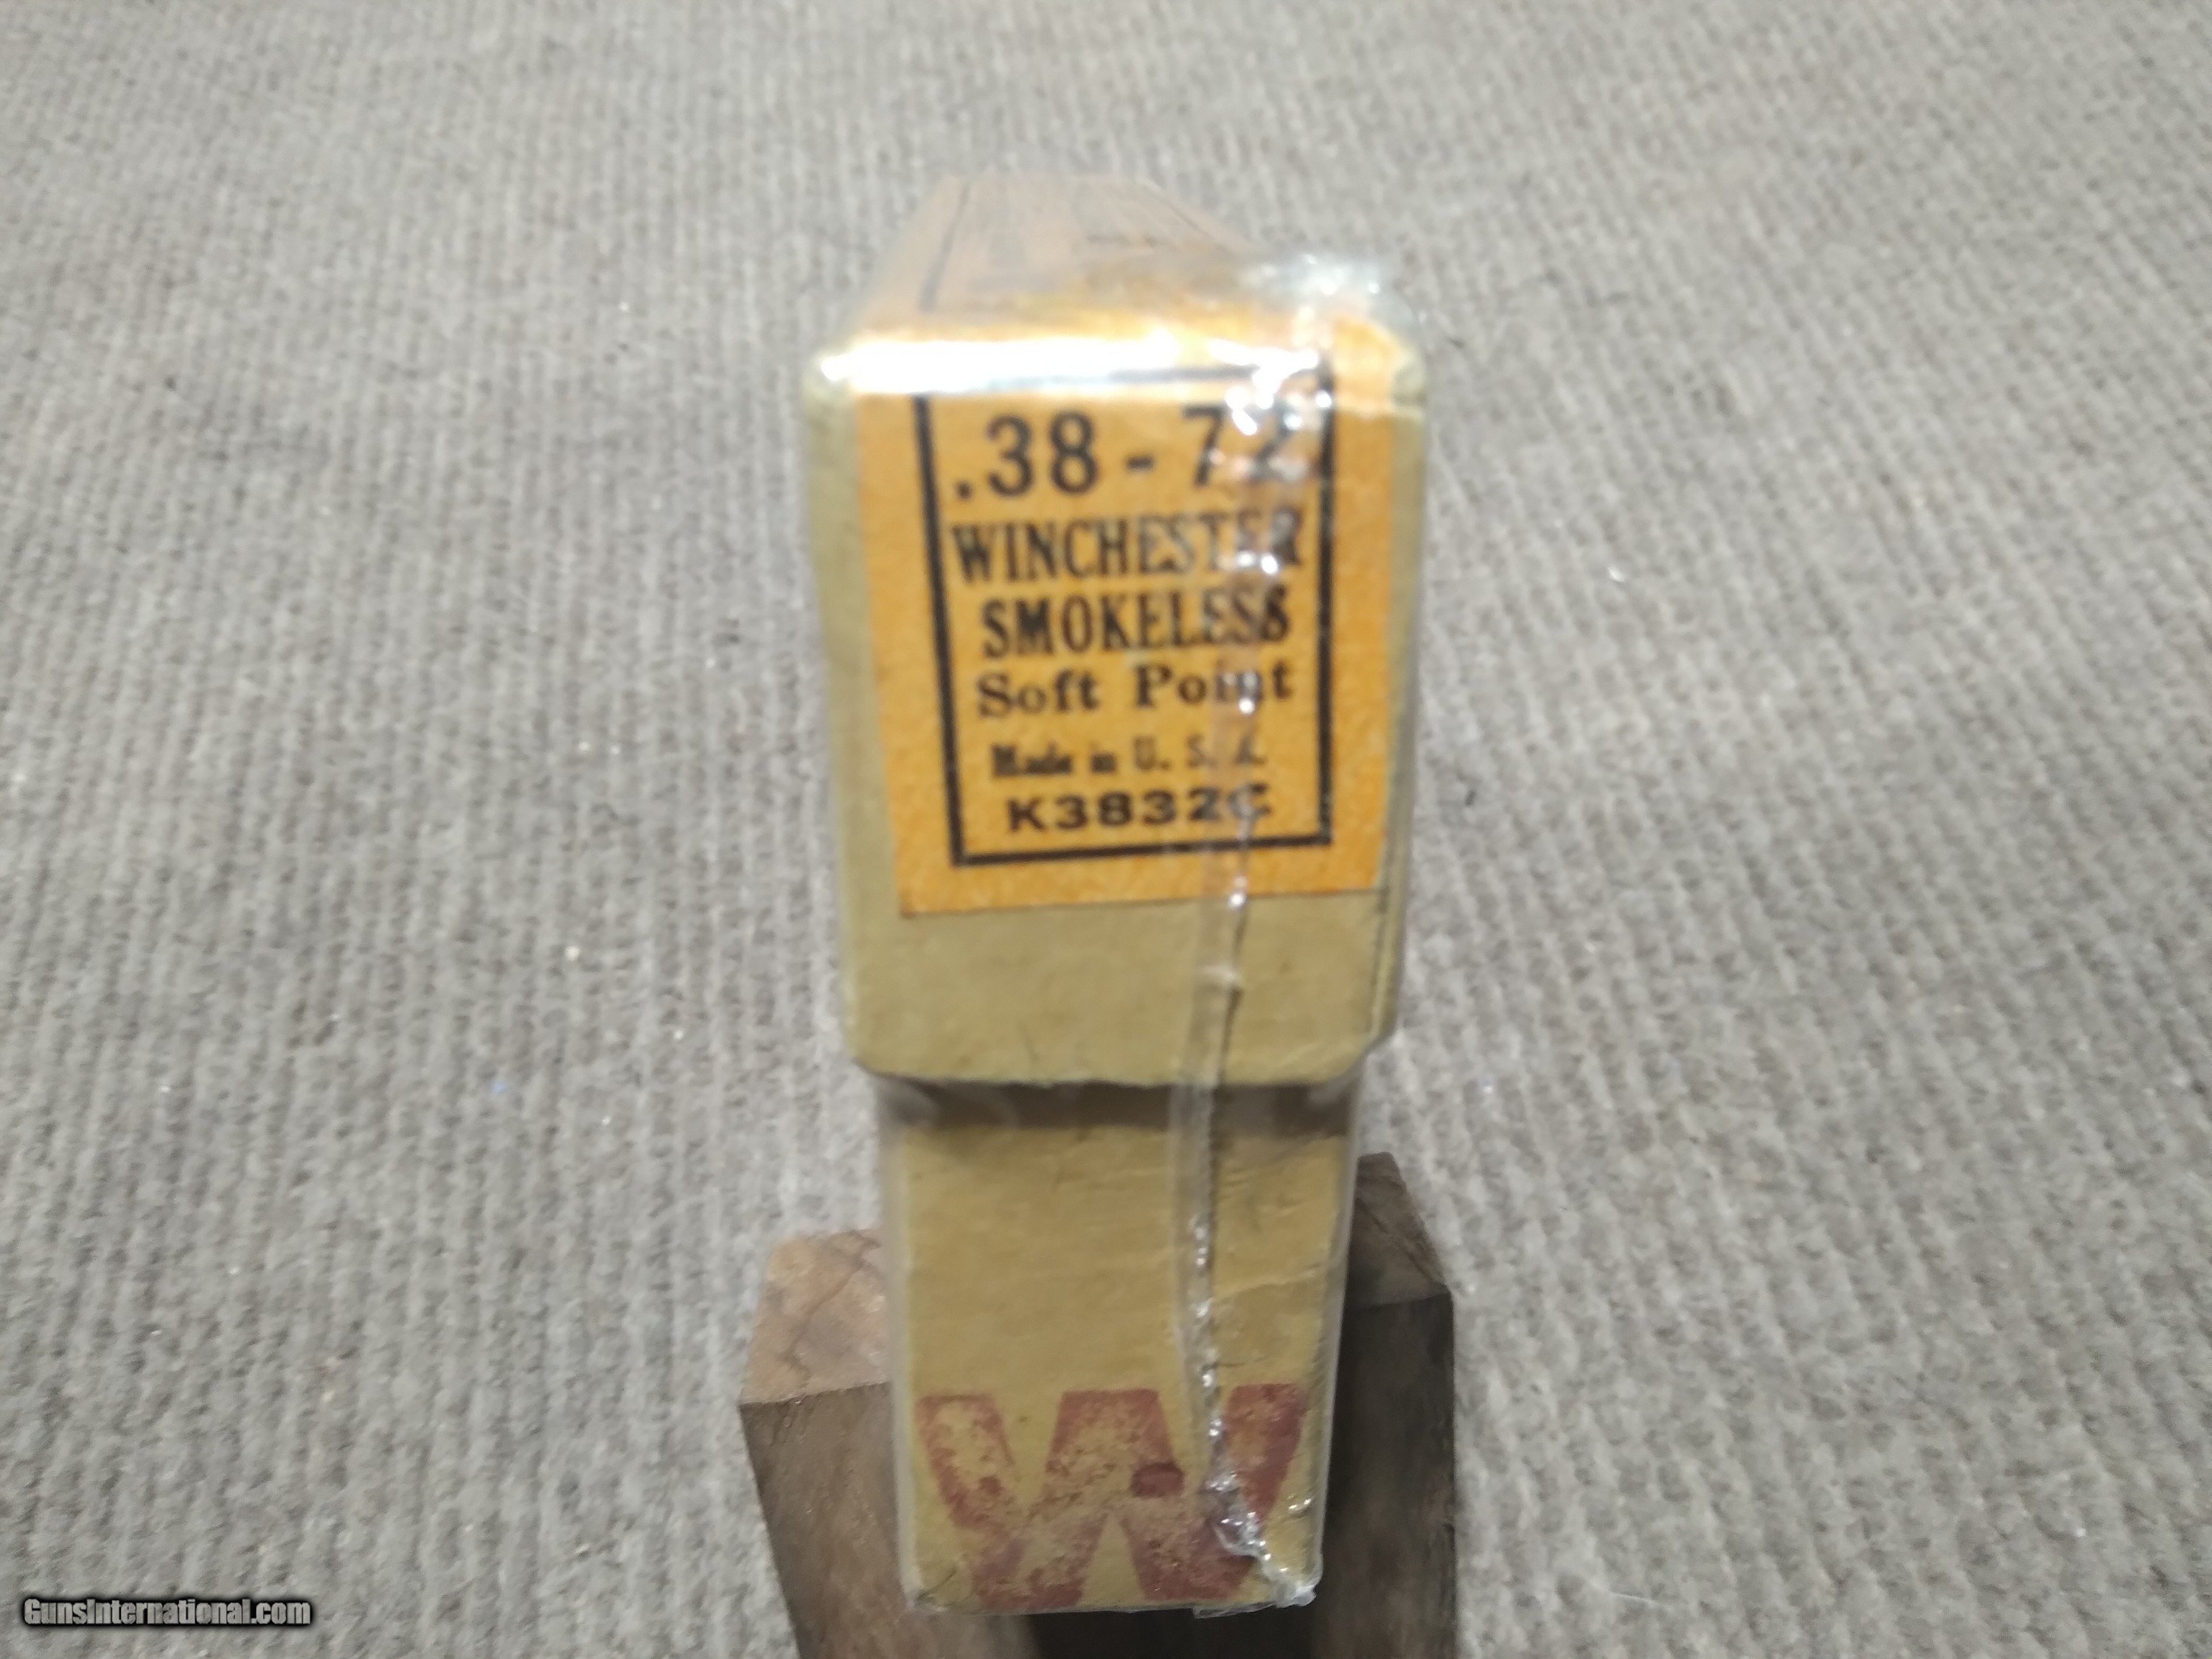 .38-72
WINCHESTER
SMOKELESS
Soft Point
Made in U. S. A.
K3832C
W
GunsInternational.com